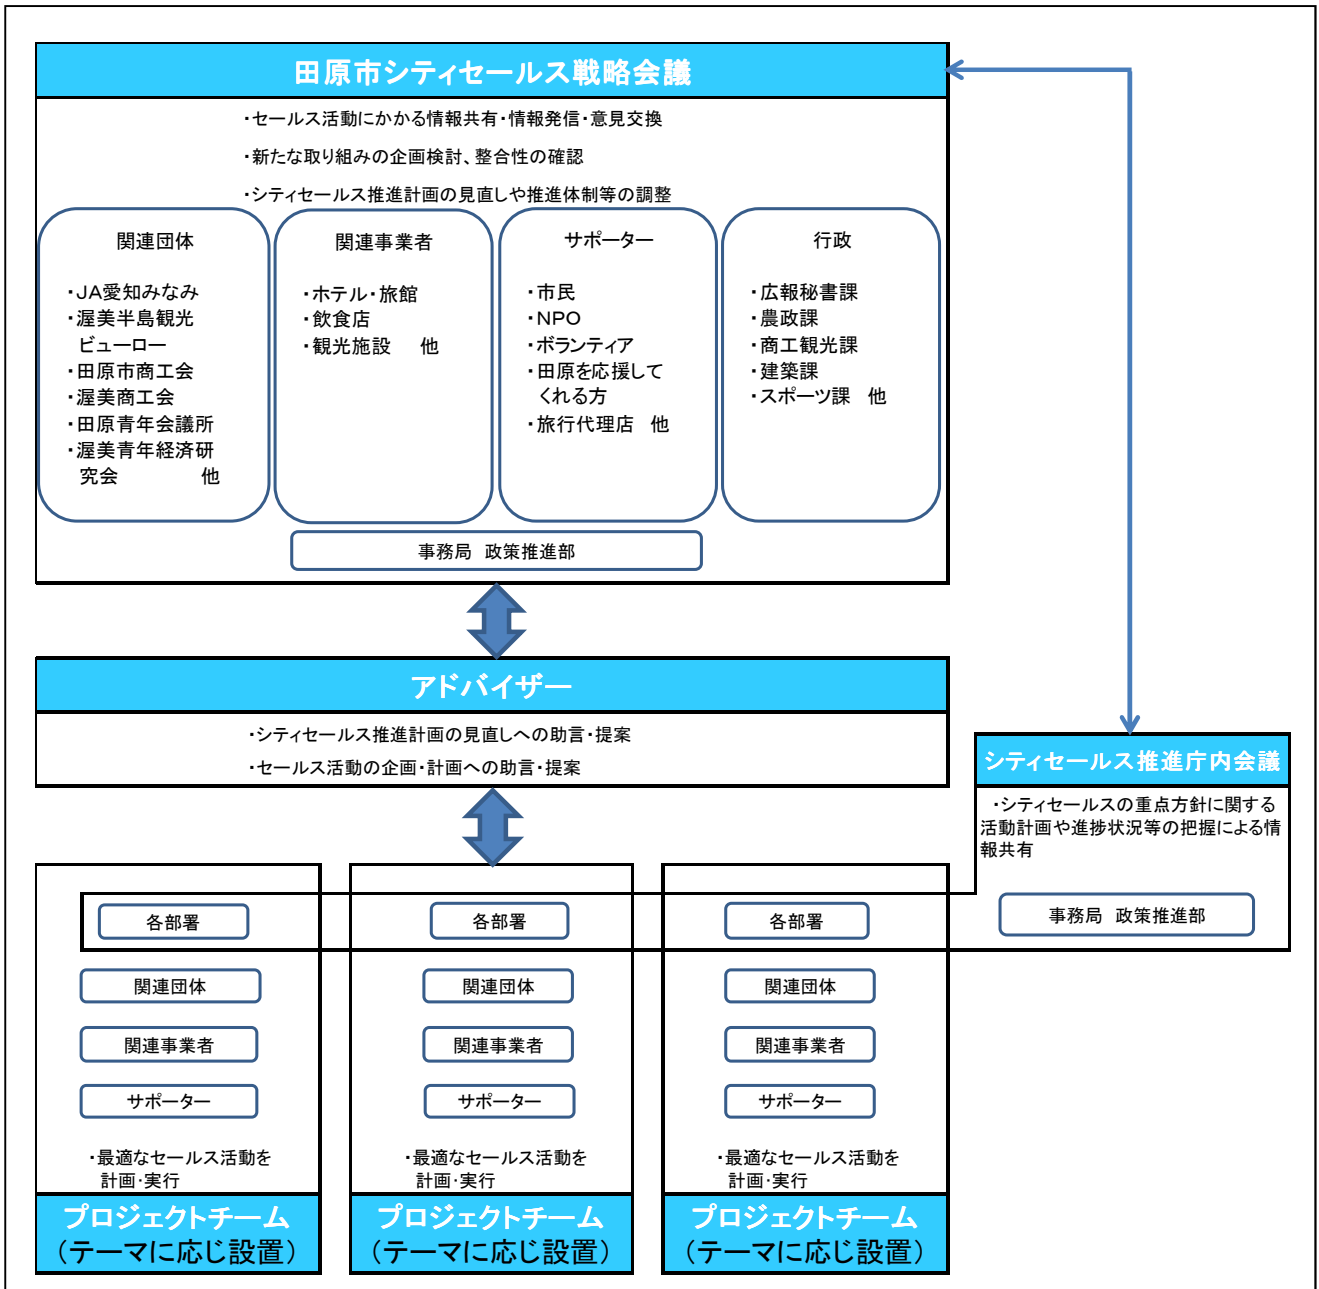 田原市シティセールス戦略会議
・セールス活動にかかる情報共有・情報発信・意見交換
・新たな取り組みの企画検討、整合性の確認
・シティセールス推進計画の見直しや推進体制等の調整
関連団体
・JA愛知みなみ
・渥美半島観光
ビューロー
・田原市商工会
・渥美商工会
・田原青年会議所
・渥美青年経済研
究会 他
関連事業者
・ホテル・旅館
・飲食店
・観光施設 他
サポーター
・市民
・NPO
・ボランティア
・田原を応援して
くれる方
・旅行代理店 他
行政
・広報秘書課
・農政課
・商工観光課
・建築課
・スポーツ課 他
事務局 政策推進部
アドバイザー
・シティセールス推進計画の見直しへの助言・提案
・セールス活動の企画・計画への助言・提案
シティセールス推進庁内会議
・シティセールスの重点方針に関する
活動計画や進捗状況等の把握による情
報共有
事務局 政策推進部
各部署
関連団体
関連事業者
サポーター
・最適なセールス活動を
計画・実行
プロジェクトチーム
（テーマに応じ設置）
各部署
関連団体
関連事業者
サポーター
・最適なセールス活動を
計画・実行
プロジェクトチーム
（テーマに応じ設置）
各部署
関連団体
関連事業者
サポーター
・最適なセールス活動を
計画・実行
プロジェクトチーム
（テーマに応じ設置）